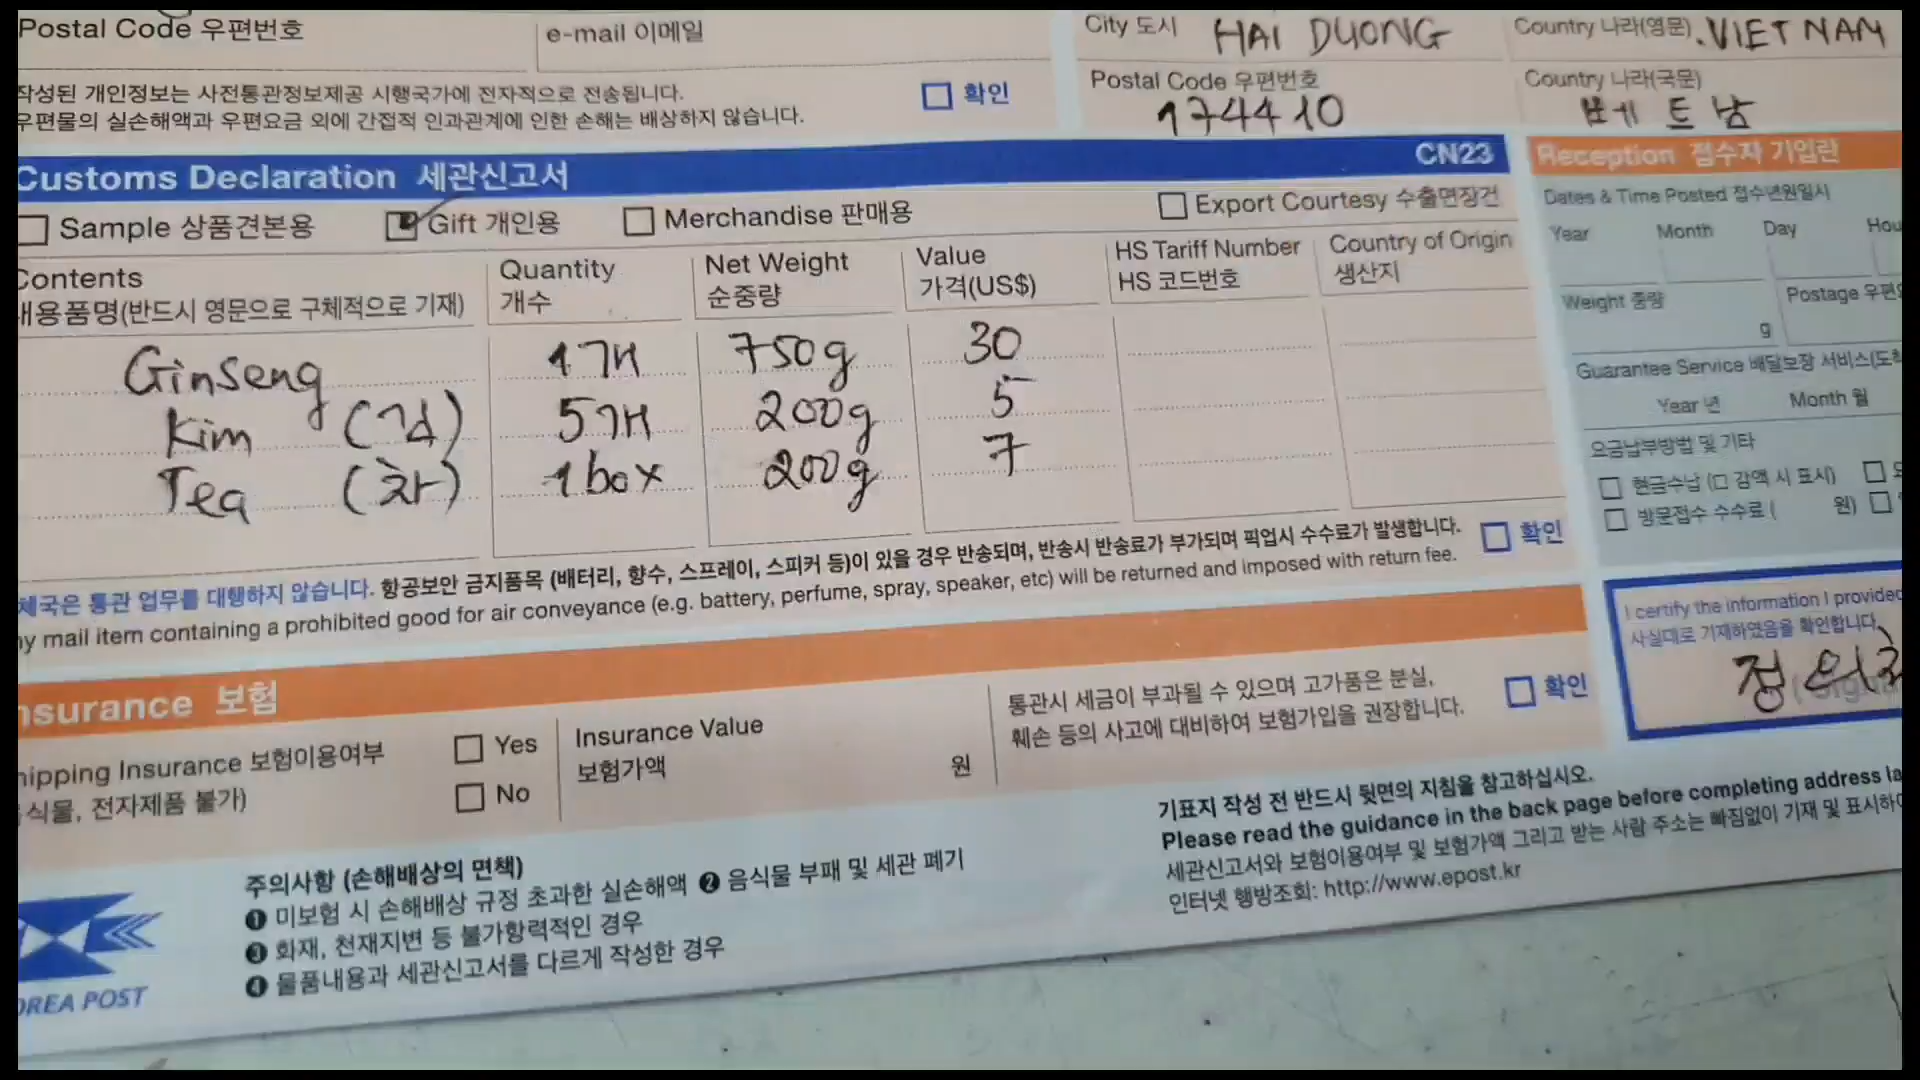 Postal Code 우편번호
e-mail 이메일
City 도시 HAI DUONG
Country 나라(영문) VIET NAM
작성된 개인정보는 사전통관정보제공 시행국가에 전자적으로 전송됩니다.
우편물의 실손해액과 우편요금 외에 간접적 인과관계에 인한 손해는 배상하지 않습니다.
확인
Postal Code 우편번호
174410
Country 나라(국문)
베트남
Customs Declaration 세관신고서 CN23
Sample 상품견본용 Gift 개인용 Merchandise 판매용 Export Courtesy 수출면장건
Contents
내용품명(반드시 영문으로 구체적으로 기재)
Quantity
개수
Net Weight
순중량
Value
가격(US$)
HS Tariff Number
HS 코드번호
Country of Origin
생산지
Ginseng 1개 750g 30
Kim (김) 5개 200g 5
Tea (차) 1box 200g 7
체국은 통관 업무를 대행하지 않습니다. 항공보안 금지품목 (배터리, 향수, 스프레이, 스피커 등)이 있을 경우 반송되며, 반송시 반송료가 부가되며 픽업시 수수료가 발생합니다.
ny mail item containing a prohibited good for air conveyance (e.g. battery, perfume, spray, speaker, etc) will be returned and imposed with return fee.
확인
Reception 접수자 기입란
Dates & Time Posted 접수년원일시
Year Month Day Hou
Weight 중량
g
Postage 우편
Guarantee Service 배달보장 서비스(도착
Year 년 Month 월
요금납부방법 및 기타
현금수납 (□ 감액 시 표시)
방문접수 수수료 ( 원)
I certify the information I provided
사실대로 기재하였음을 확인합니다.
정의
Insurance 보험
hipping Insurance 보험이용여부
식물, 전자제품 불가)
Yes
No
Insurance Value
보험가액
원
통관시 세금이 부과될 수 있으며 고가품은 분실,
훼손 등의 사고에 대비하여 보험가입을 권장합니다.
확인
주의사항 (손해배상의 면책)
❶ 미보험 시 손해배상 규정 초과한 실손해액 ❷ 음식물 부패 및 세관 폐기
❸ 화재, 천재지변 등 불가항력적인 경우
❹ 물품내용과 세관신고서를 다르게 작성한 경우
OREA POST
기표지 작성 전 반드시 뒷면의 지침을 참고하십시오.
Please read the guidance in the back page before completing address la
세관신고서와 보험이용여부 및 보험가액 그리고 받는 사람 주소는 빠짐없이 기재 및 표시하
인터넷 행방조회: http://www.epost.kr